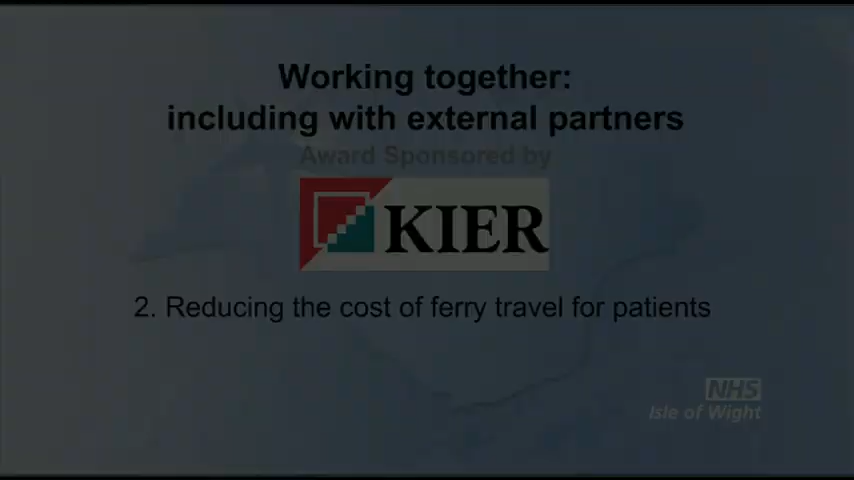 Working together:
including with external partners
Award Sponsored by
KIER
2. Reducing the cost of ferry travel for patients
NHS
Isle of Wight